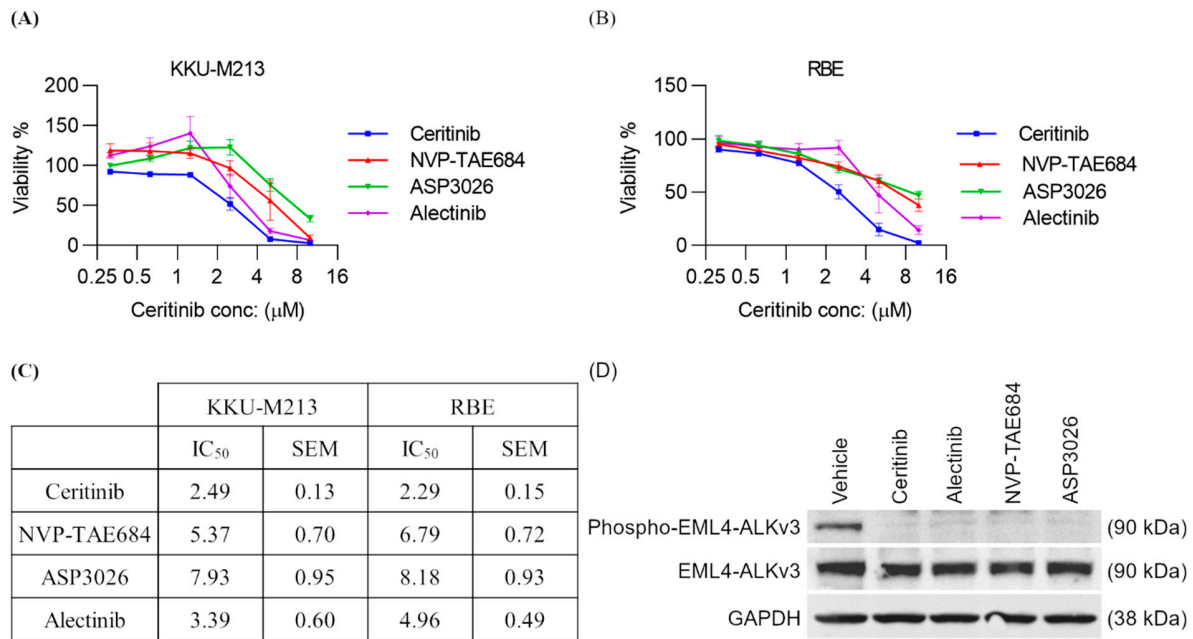 (A)
KKU-M213
Viability %
200
150
100
50
0
0.25 0.5 1 2 4 8 16
Ceritinib conc: (μM)
Ceritinib
NVP-TAE684
ASP3026
Alectinib
(B)
RBE
Viability %
150
100
50
0
0.25 0.5 1 2 4 8 16
Ceritinib conc: (μM)
Ceritinib
NVP-TAE684
ASP3026
Alectinib
(C)
KKU-M213 RBE
IC50 SEM IC50 SEM
Ceritinib 2.49 0.13 2.29 0.15
NVP-TAE684 5.37 0.70 6.79 0.72
ASP3026 7.93 0.95 8.18 0.93
Alectinib 3.39 0.60 4.96 0.49
(D)
Vehicle
Ceritinib
Alectinib
NVP-TAE684
ASP3026
Phospho-EML4-ALKv3 (90 kDa)
EML4-ALKv3 (90 kDa)
GAPDH (38 kDa)